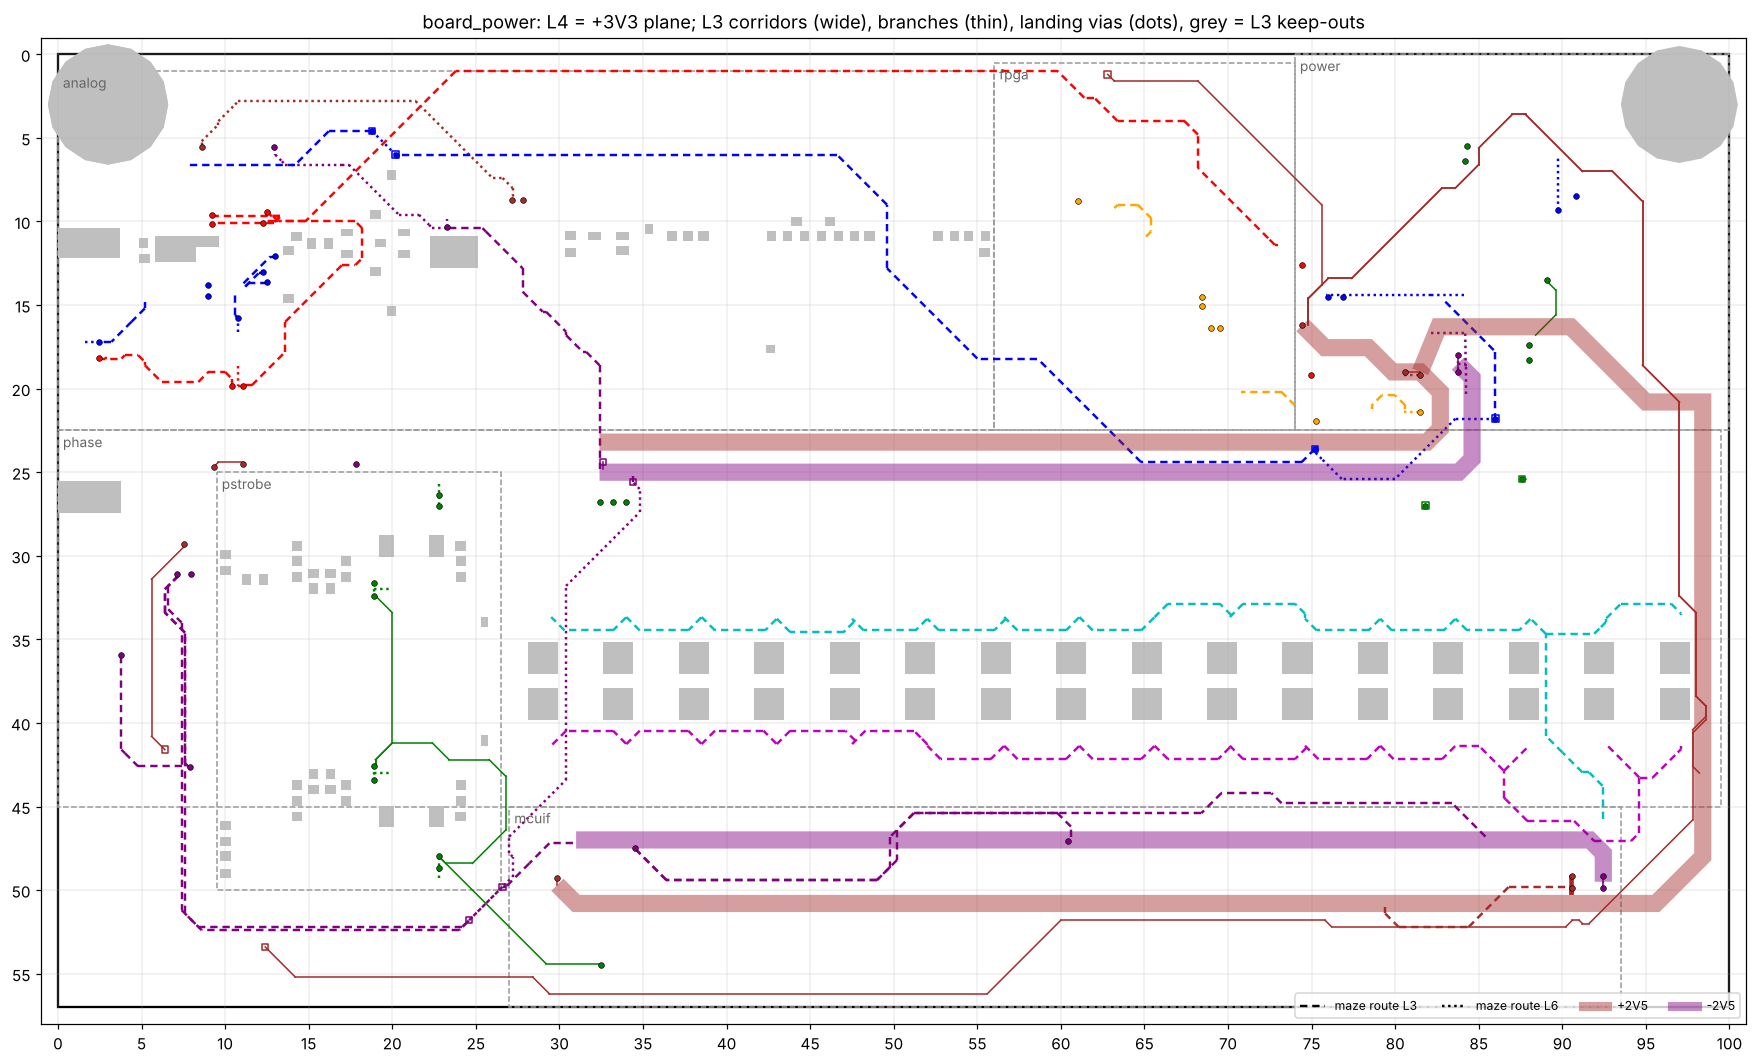 board_power: L4 = +3V3 plane; L3 corridors (wide), branches (thin), landing vias (dots), grey = L3 keep-outs
0
5
10
15
20
25
30
35
40
45
50
55
analog
fpga
power
phase
pstrobe
mcuif
maze route L3
maze route L6
+2V5
-2V5
0 5 10 15 20 25 30 35 40 45 50 55 60 65 70 75 80 85 90 95 100